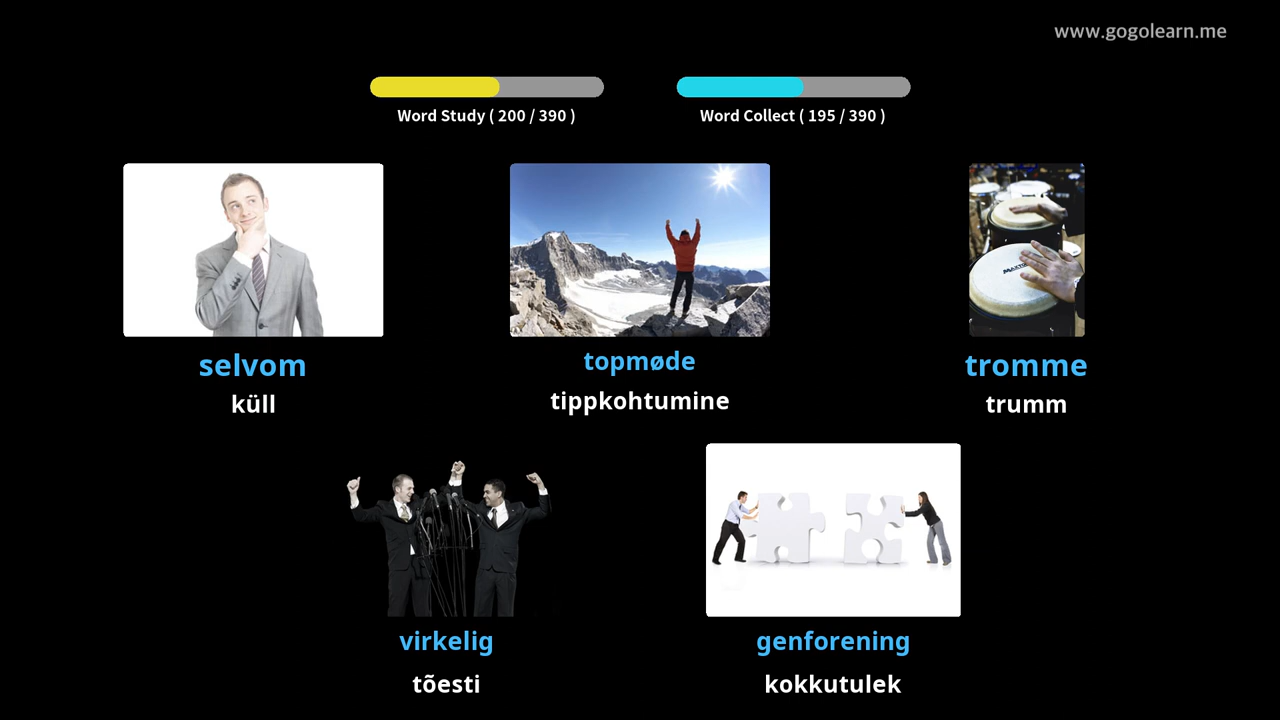 www.gogolearn.me
Word Study ( 200 / 390 )
Word Collect ( 195 / 390 )
selvom
küll
topmøde
tippkohtumine
tromme
trumm
virkelig
tõesti
genforening
kokkutulek